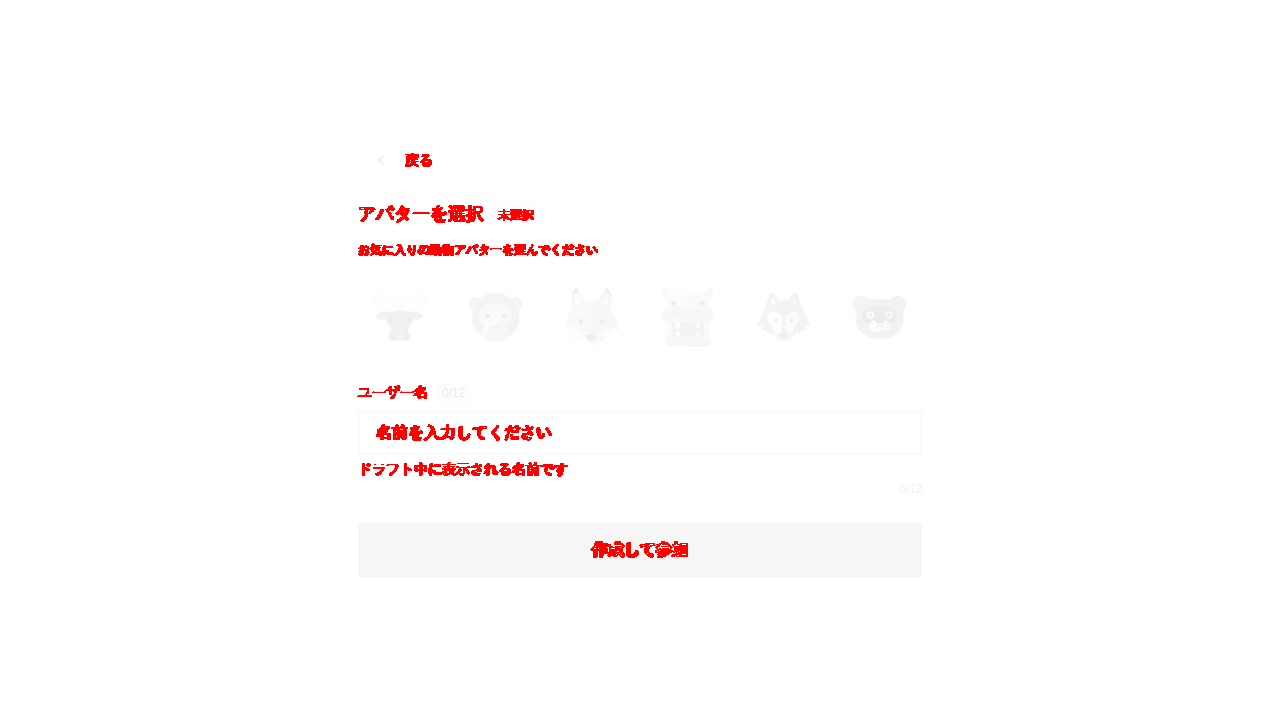 戻る
アバターを選択 未選択
お気に入りの動物アバターを選んでください
ユーザー名 0/12
名前を入力してください
ドラフト中に表示される名前です
0/12
作成して参加